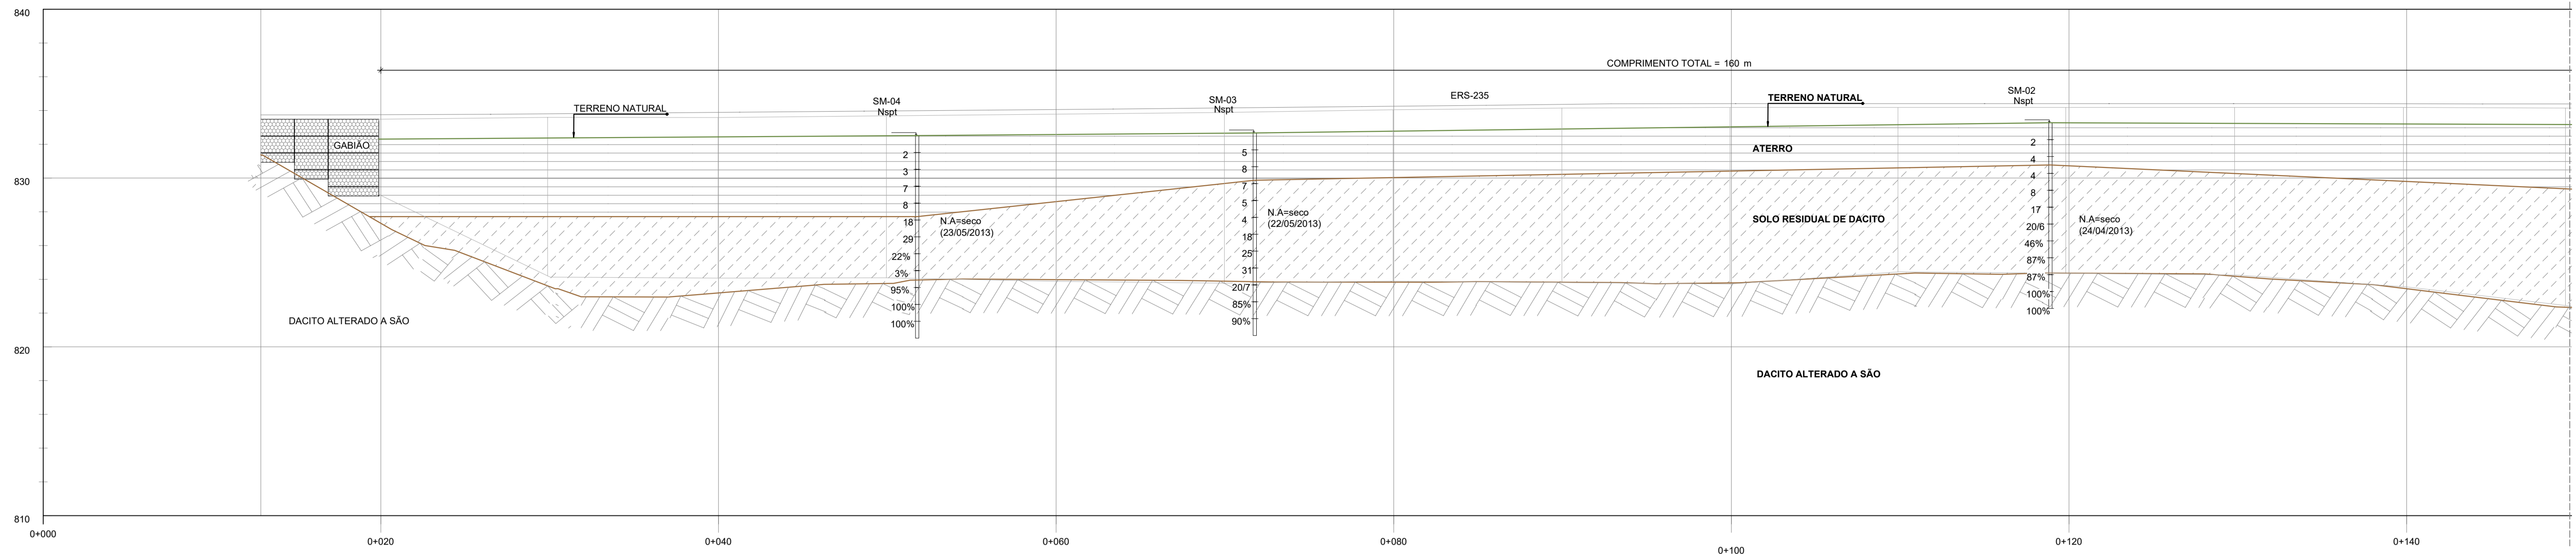 840
COMPRIMENTO TOTAL = 160 m
ERS-235
TERRENO NATURAL
SM-04
Nspt
SM-03
Nspt
TERRENO NATURAL
SM-02
Nspt
GABIÃO
ATERRO
830
2
3
7
8
18
29
22%
3%
95%
100%
100%
N.A=seco
(23/05/2013)
5
8
7
5
4
18
25
31
20/7
85%
90%
N.A=seco
(22/05/2013)
SOLO RESIDUAL DE DACITO
2
4
4
8
17
20/6
46%
87%
87%
100%
100%
N.A=seco
(24/04/2013)
DACITO ALTERADO A SÃO
820
DACITO ALTERADO A SÃO
810
0+000
0+020
0+040
0+060
0+080
0+100
0+120
0+140